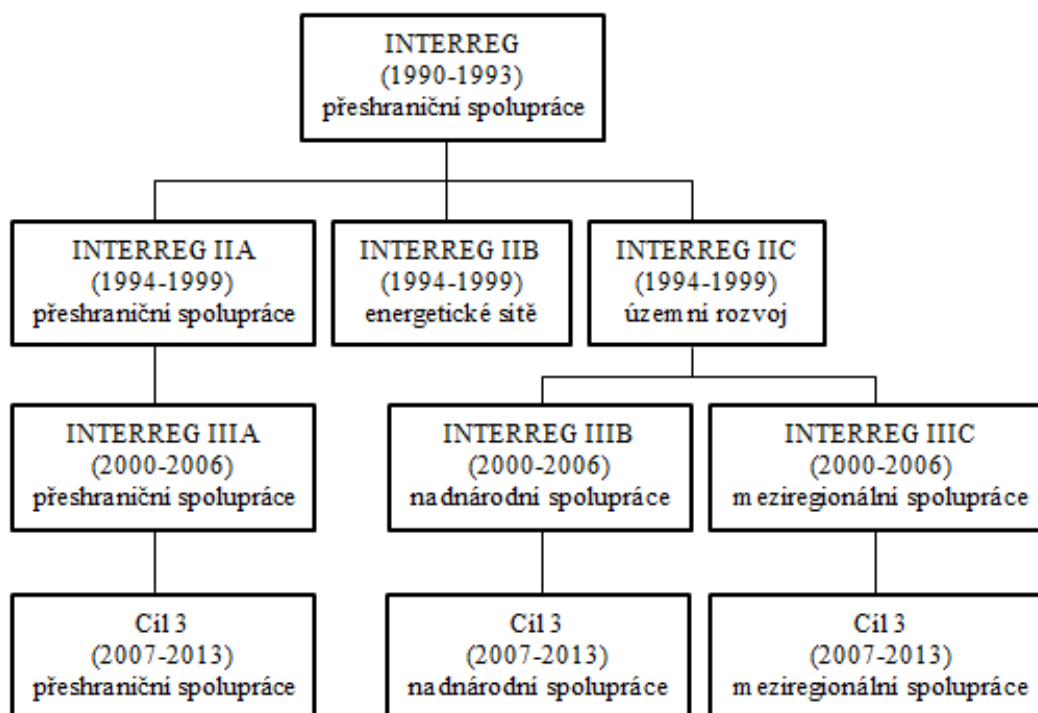 INTERREG
(1990-1993)
přeshraniční spolupráce
INTERREG IIA
(1994-1999)
přeshraniční spolupráce
INTERREG IIB
(1994-1999)
energetické sítě
INTERREG IIC
(1994-1999)
územní rozvoj
INTERREG IIIA
(2000-2006)
přeshraniční spolupráce
INTERREG IIIB
(2000-2006)
nadnárodní spolupráce
INTERREG IIIC
(2000-2006)
meziregionální spolupráce
Cíl 3
(2007-2013)
přeshraniční spolupráce
Cíl 3
(2007-2013)
nadnárodní spolupráce
Cíl 3
(2007-2013)
meziregionální spolupráce